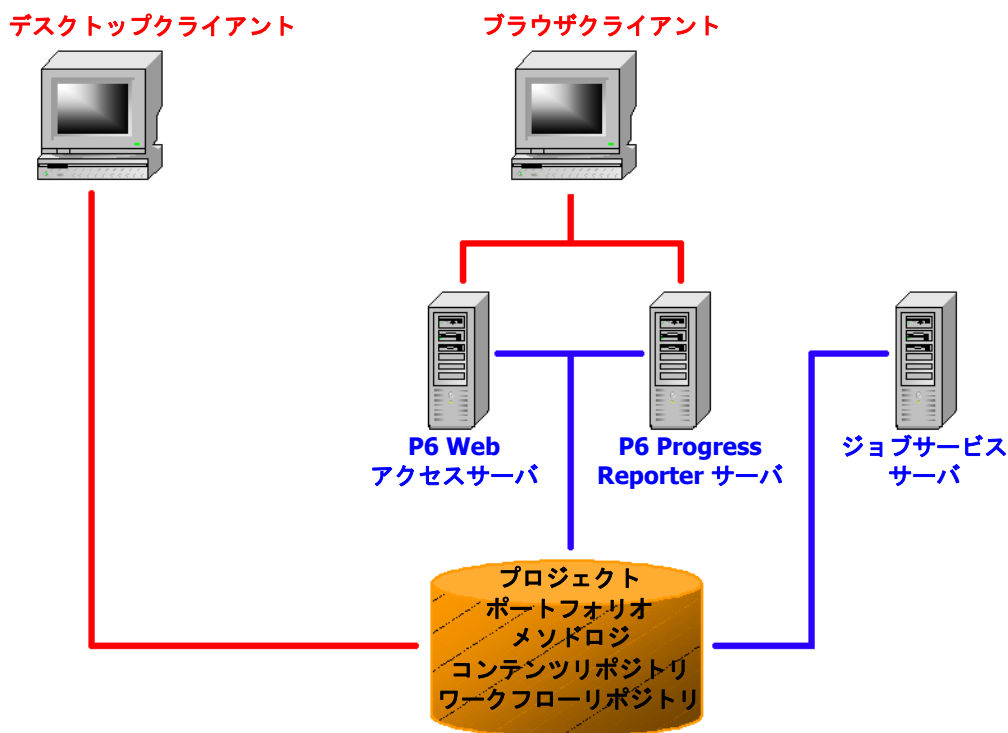 デスクトップクライアント
ブラウザクライアント
P6 Web
アクセスサーバ
P6 Progress
Reporter サーバ
ジョブサービス
サーバ
プロジェクト
ポートフォリオ
メソドロジ
コンテンツリポジトリ
ワークフローリポジトリ